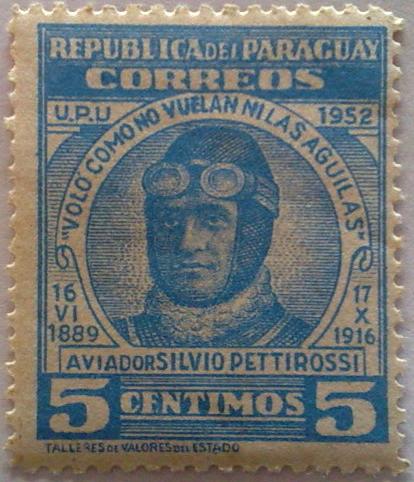 REPUBLICA DEL PARAGUAY
CORREOS
U.P.U 1952
"VOLO COMO NO VUELAN NI LAS AGUILAS"
16
VI
1889
17
X
1916
AVIADOR SILVIO PETTIROSSI
5 CENTIMOS 5
TALLERES DE VALORES DEL ESTADO